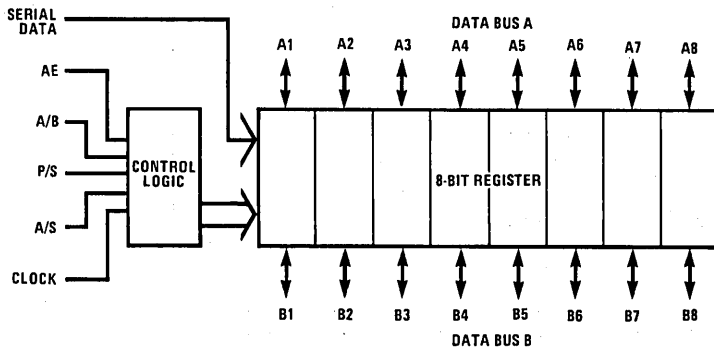 SERIAL
DATA
DATA BUS A
A1 A2 A3 A4 A5 A6 A7 A8
AE
A/B
P/S
A/S
CLOCK
CONTROL
LOGIC
8-BIT REGISTER
B1 B2 B3 B4 B5 B6 B7 B8
DATA BUS B